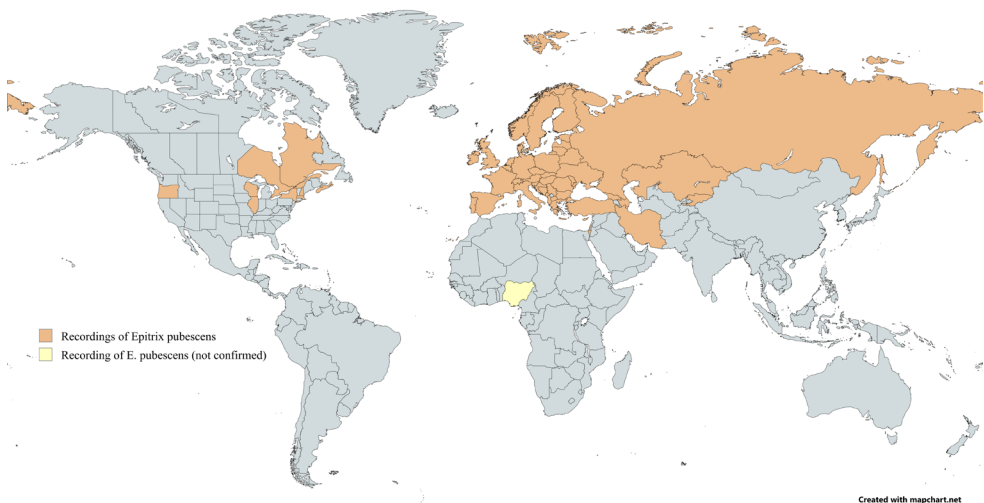 Recordings of Epitrix pubescens
Recording of E. pubescens (not confirmed)
Created with mapchart.net